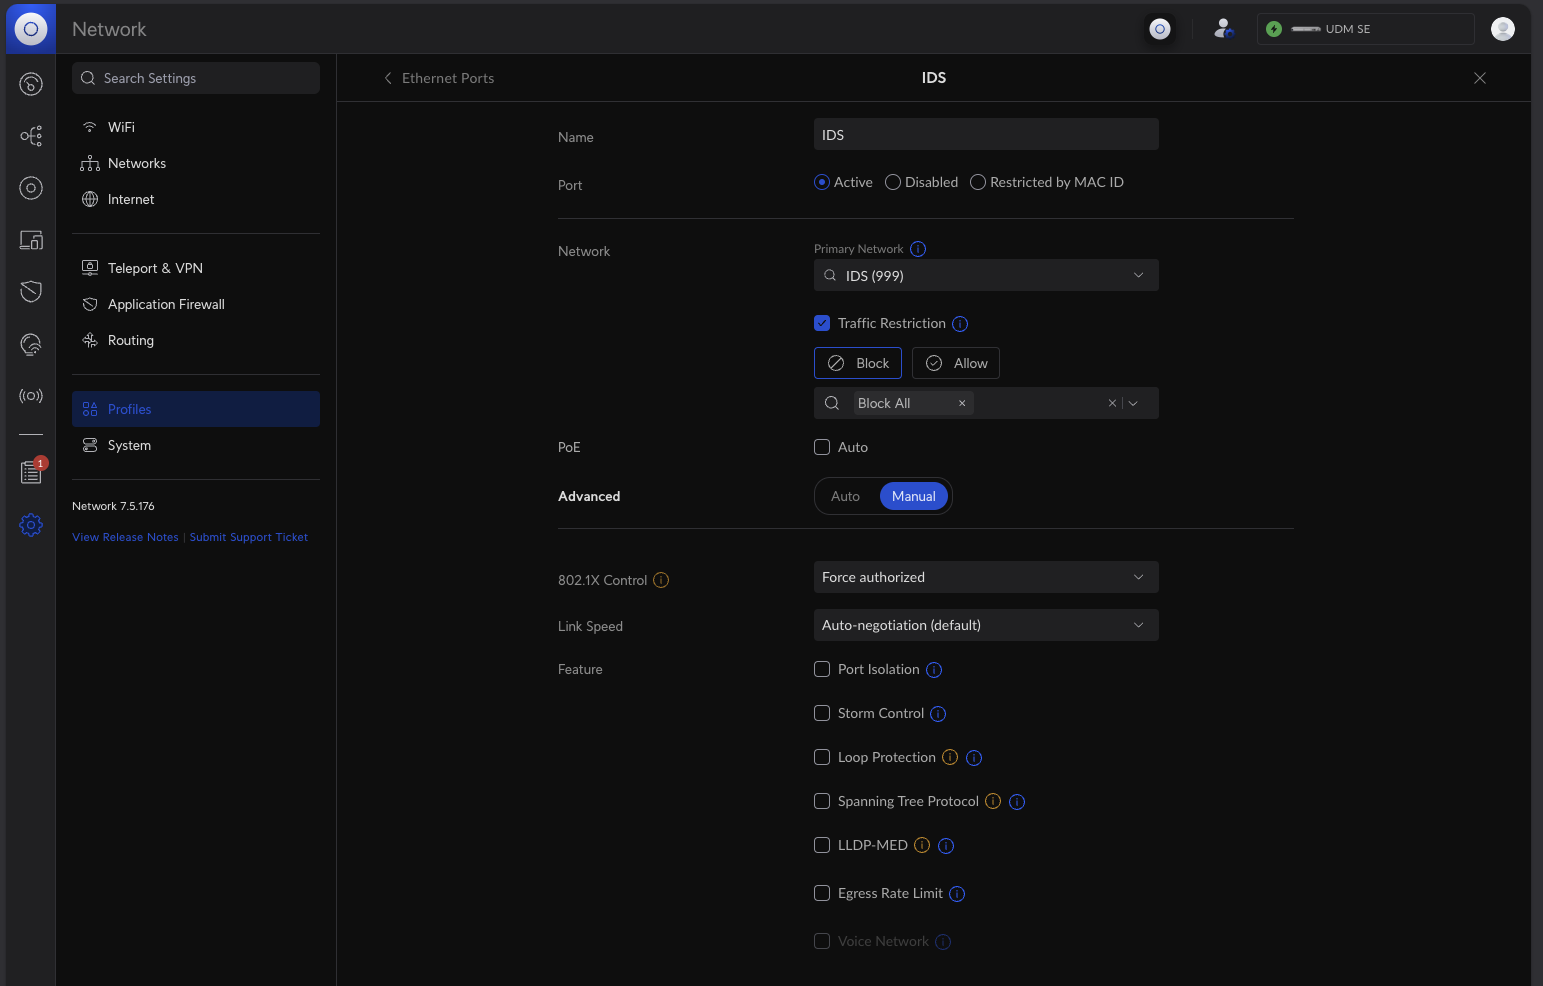 Network
UDM SE
Search Settings
WiFi
Networks
Internet
Teleport & VPN
Application Firewall
Routing
Profiles
System
1
Network 7.5.176
View Release Notes | Submit Support Ticket
Ethernet Ports
IDS
Name
IDS
Port
Active
Disabled
Restricted by MAC ID
Network
Primary Network
IDS (999)
Traffic Restriction
Block
Allow
Block All
PoE
Auto
Advanced
Auto
Manual
802.1X Control
Force authorized
Link Speed
Auto-negotiation (default)
Feature
Port Isolation
Storm Control
Loop Protection
Spanning Tree Protocol
LLDP-MED
Egress Rate Limit
Voice Network